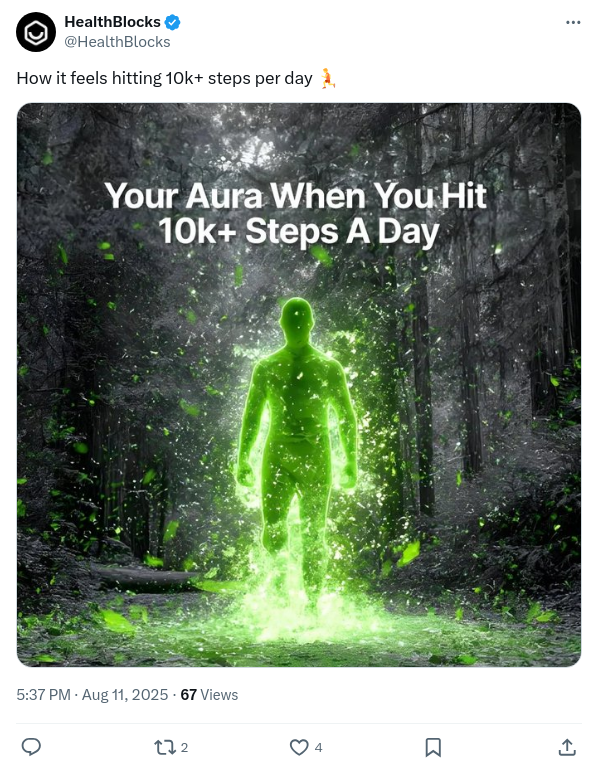 HealthBlocks
@HealthBlocks
How it feels hitting 10k+ steps per day 🏃
Your Aura When You Hit
10k+ Steps A Day
5:37 PM · Aug 11, 2025 · 67 Views
2
4